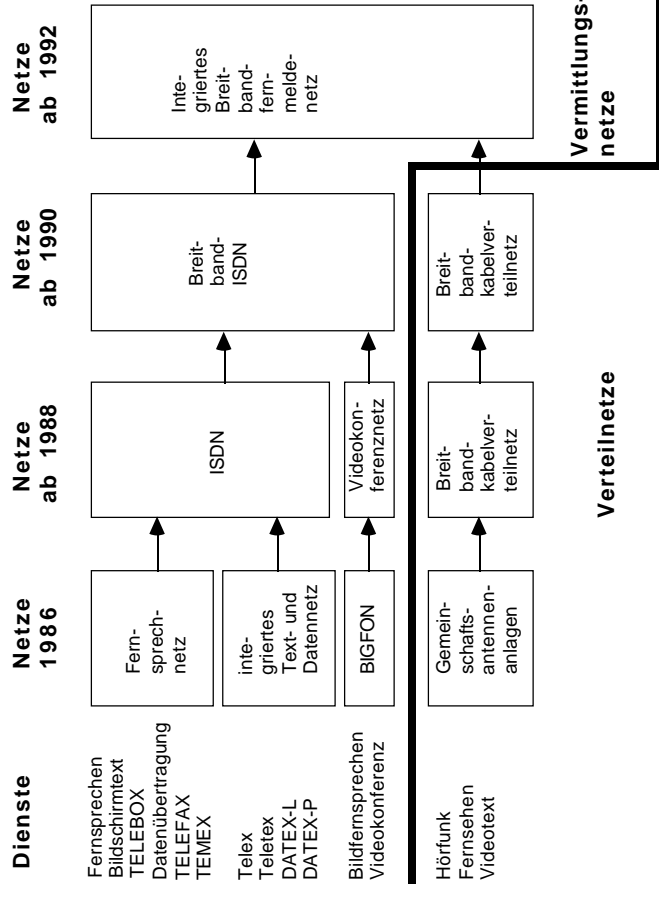 Dienste
Netze
1986
Netze
ab 1988
Netze
ab 1990
Netze
ab 1992
Fernsprechen
Bildschirmtext
TELEBOX
Datenübertragung
TELEFAX
TEMEX
Fern-
sprech-
netz
ISDN
Breit-
band-
ISDN
Inte-
griertes
Breit-
band-
fern-
melde-
netz
Telex
Teletex
DATEX-L
DATEX-P
inte-
griertes
Text- und
Datennetz
Bildfernsprechen
Videokonferenz
BIGFON
Videokon-
ferenznetz
Hörfunk
Fernsehen
Videotext
Gemein-
schafts-
antennen-
anlagen
Breit-
band-
kabelver-
teilnetz
Breit-
band-
kabelver-
teilnetz
Verteilnetze
Vermittlungs-
netze